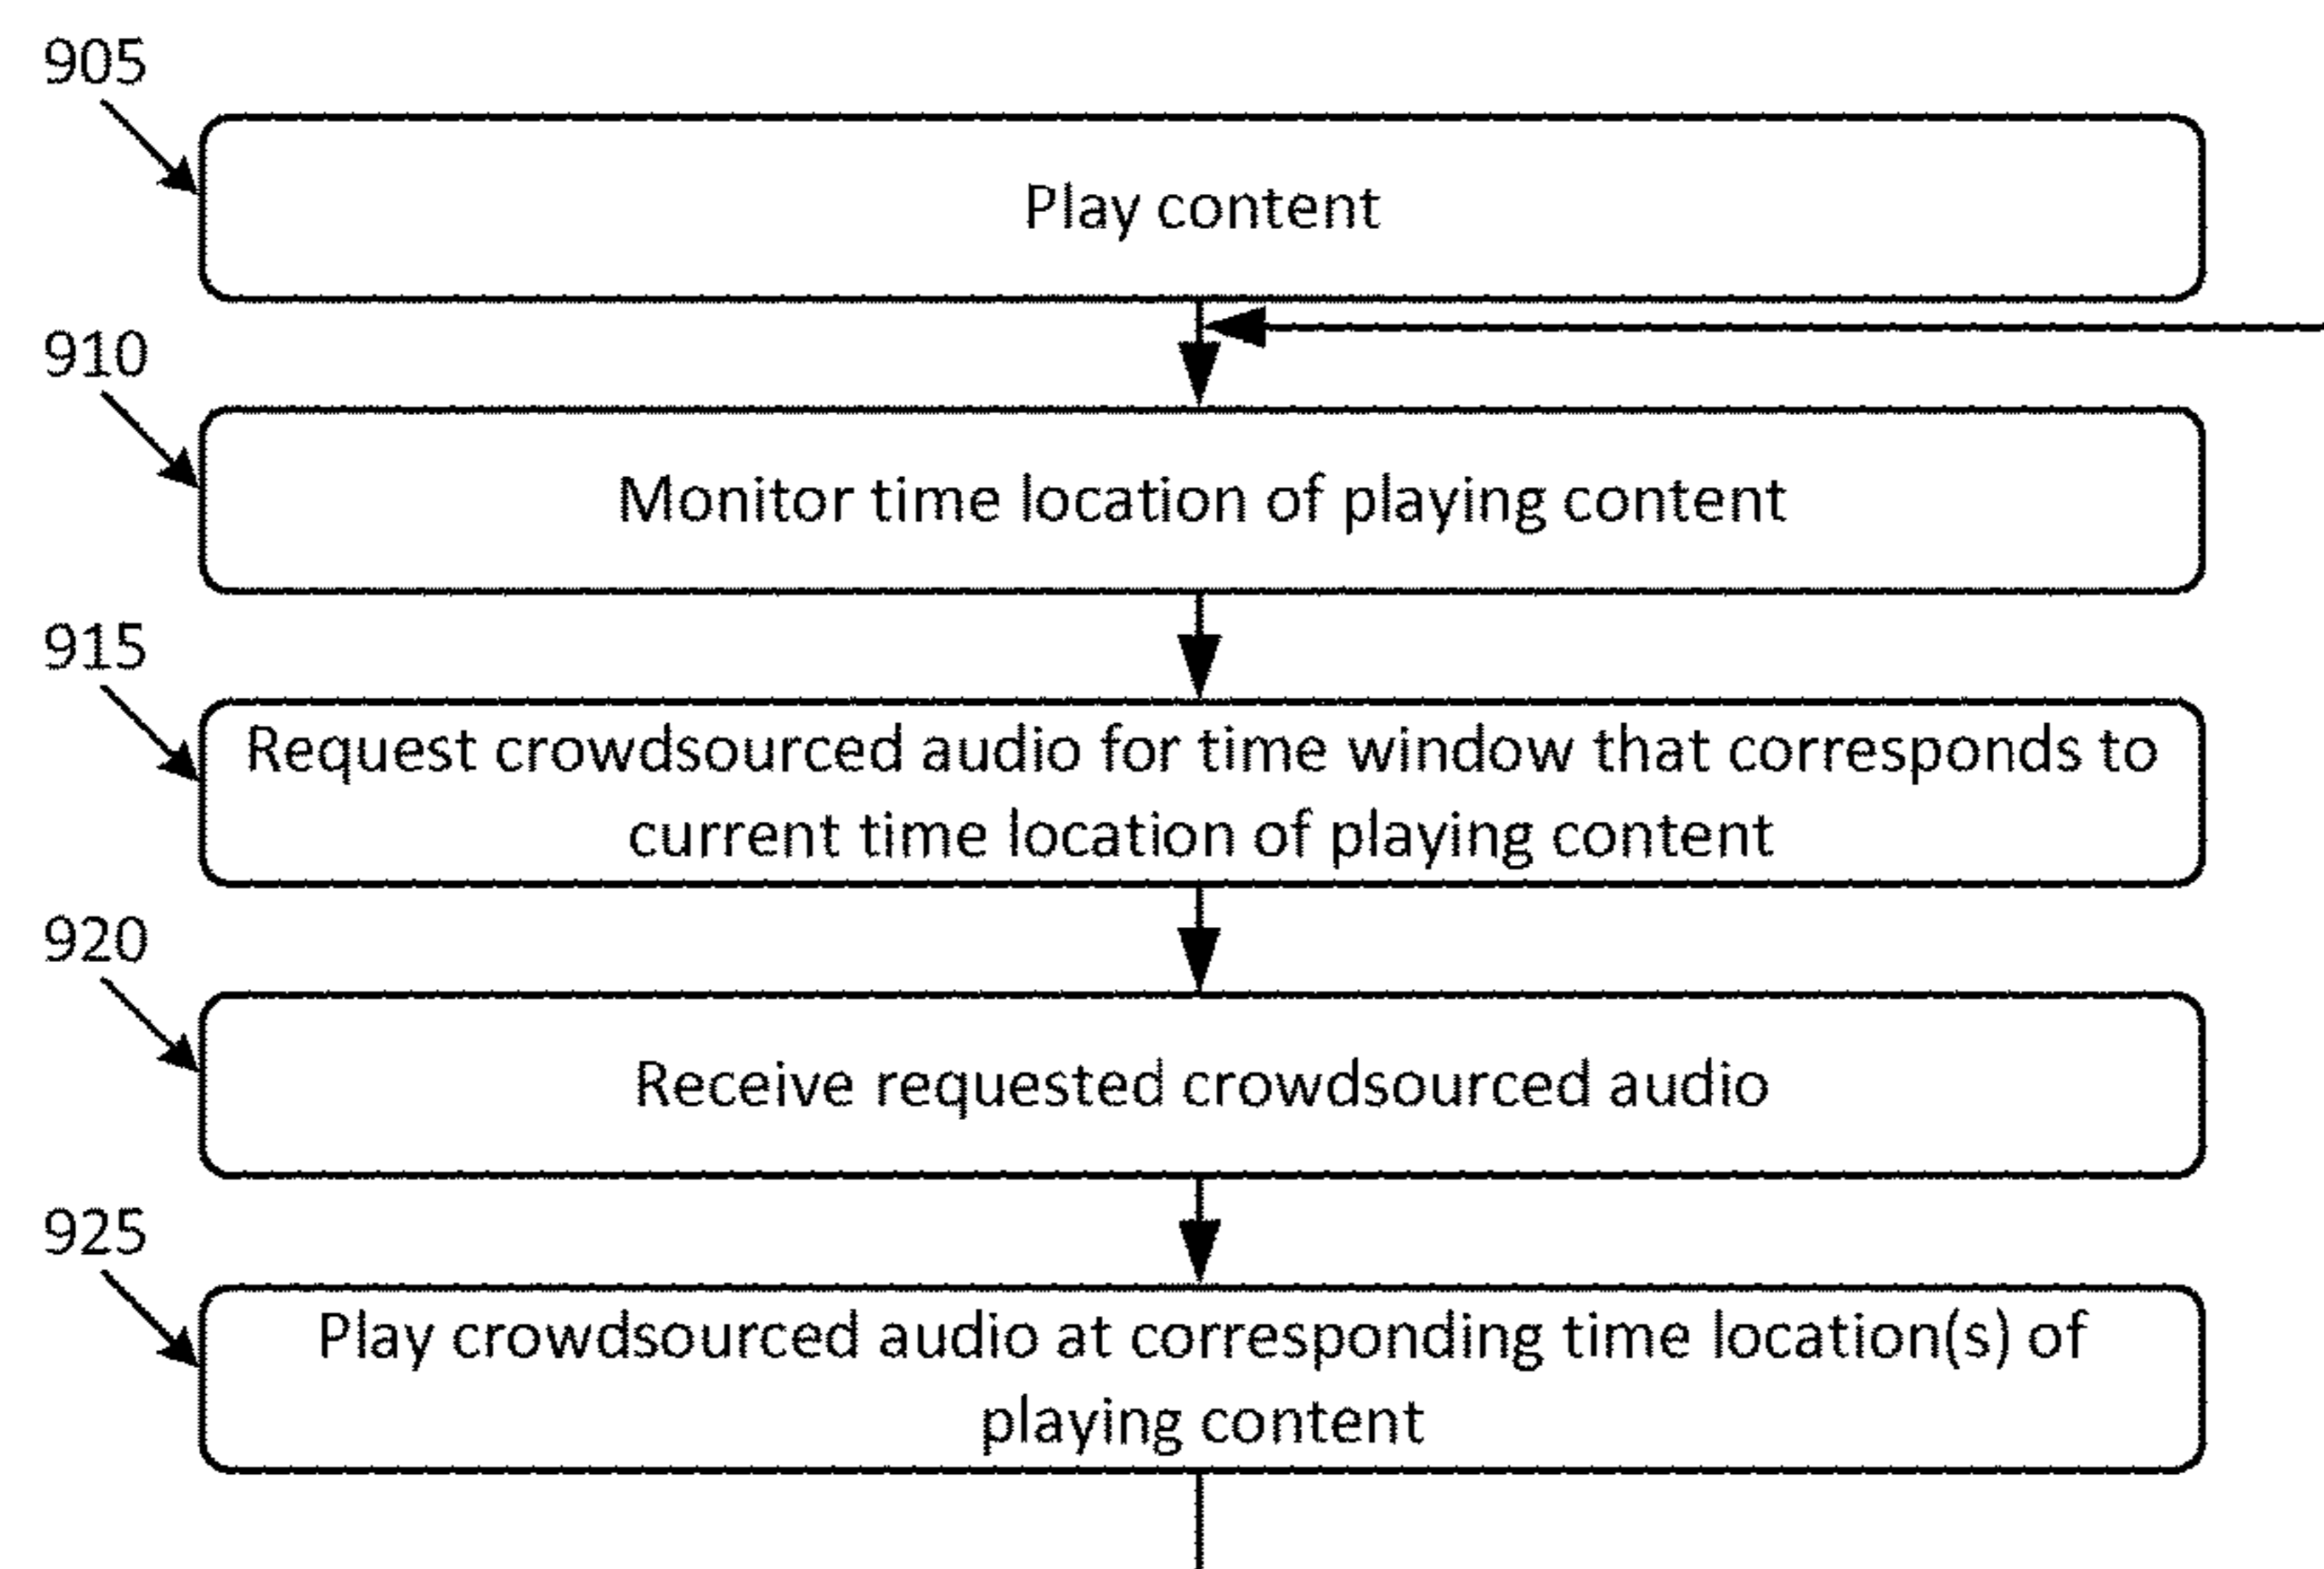 905
Play content
910
Monitor time location of playing content
915
Request crowdsourced audio for time window that corresponds to
current time location of playing content
920
Receive requested crowdsourced audio
925
Play crowdsourced audio at corresponding time location(s) of
playing content